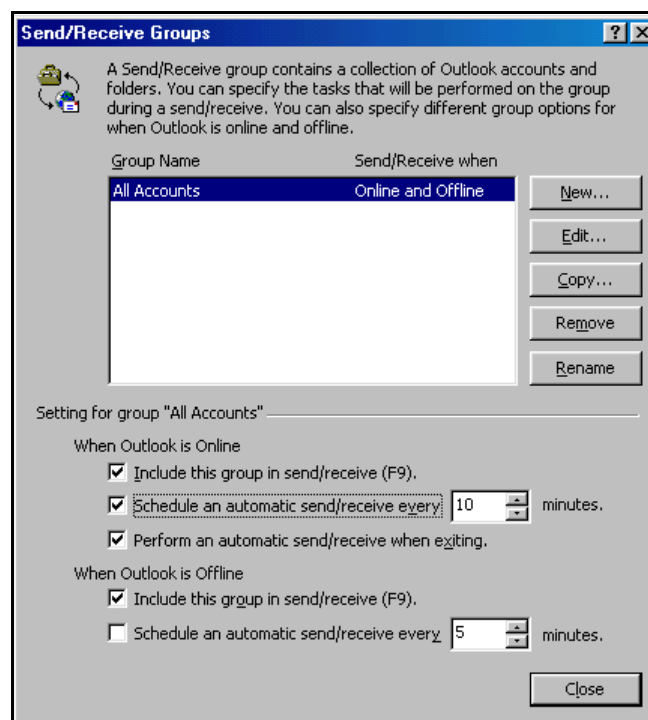 Send/Receive Groups
A Send/Receive group contains a collection of Outlook accounts and
folders. You can specify the tasks that will be performed on the group
during a send/receive. You can also specify different group options for
when Outlook is online and offline.
Group Name Send/Receive when
All Accounts Online and Offline
New...
Edit...
Copy...
Remove
Rename
Setting for group "All Accounts"
When Outlook is Online
Include this group in send/receive (F9).
Schedule an automatic send/receive every 10 minutes.
Perform an automatic send/receive when exiting.
When Outlook is Offline
Include this group in send/receive (F9).
Schedule an automatic send/receive every 5 minutes.
Close